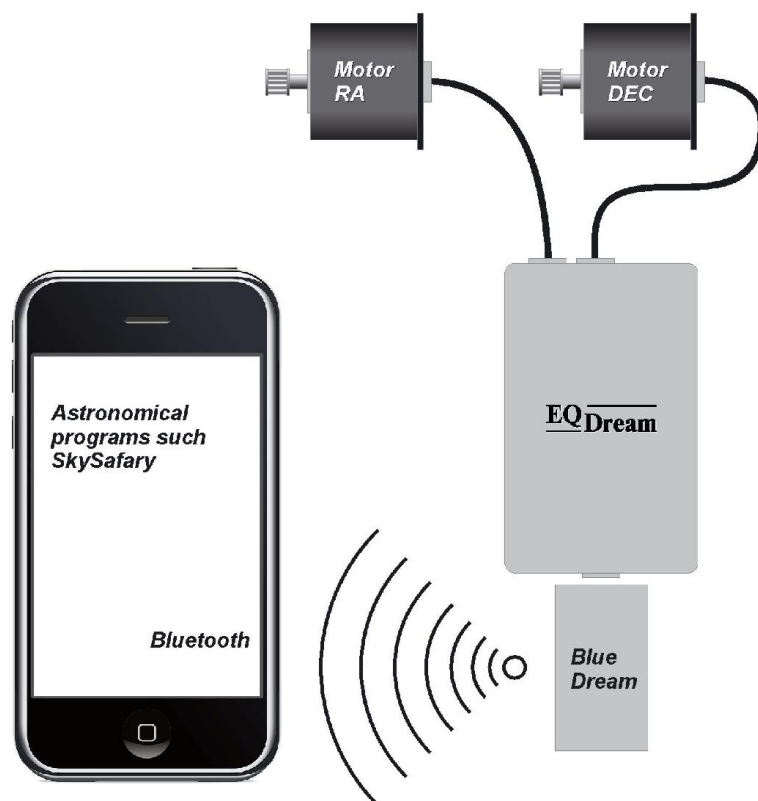 Motor
RA
Motor
DEC
EQ Dream
Astronomical
programs such
SkySafary
Bluetooth
Blue
Dream